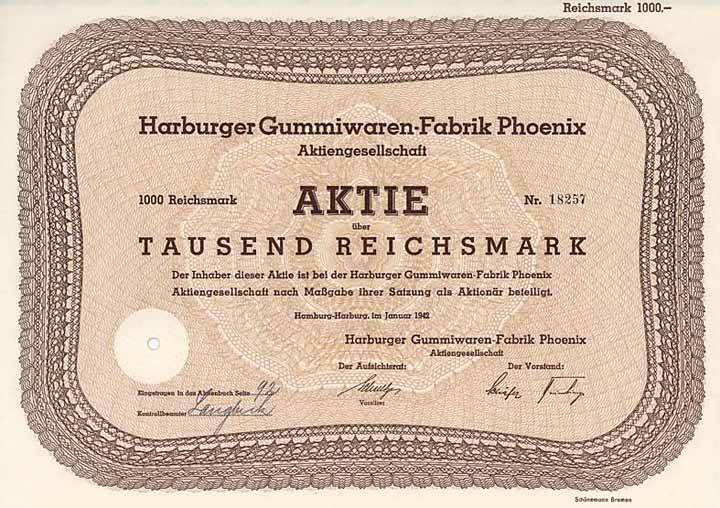 Reichsmark 1000.—
Harburger Gummiwaren-Fabrik Phoenix
Aktiengesellschaft
1000 Reichsmark AKTIE Nr. 18257
über
TAUSEND REICHSMARK
Der Inhaber dieser Aktie ist bei der Harburger Gummiwaren-Fabrik Phoenix
Aktiengesellschaft nach Maßgabe ihrer Satzung als Aktionär beteiligt.
Hamburg-Harburg, im Januar 1942
Harburger Gummiwaren-Fabrik Phoenix
Aktiengesellschaft
Der Aufsichtsrat: Der Vorstand:
Vorsitzer
Eingetragen in das Aktienbuch Seite 92
Kontrollbeamter
Schünemann Bremen